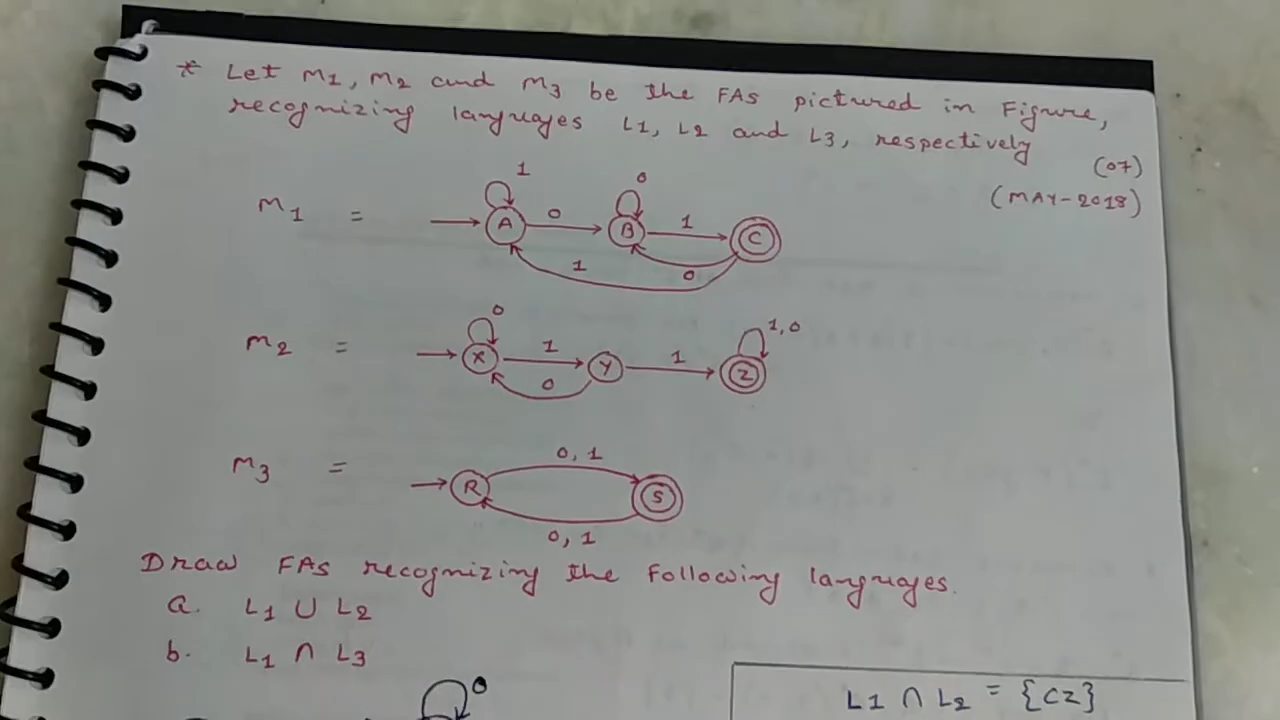 * Let M1, M2 and M3 be the FAs pictured in Figure,
recognizing languages L1, L2 and L3, respectively
(07)
(MAY-2018)
M1 =
1
A
0
0
B
1
C
0
1
M2 =
0
X
1
0
Y
1
1,0
Z
M3 =
0, 1
R
S
0, 1
Draw FAs recognizing the following languages.
a. L1 ∪ L2
b. L1 ∩ L3
0
L1 ∩ L2 = {CZ}